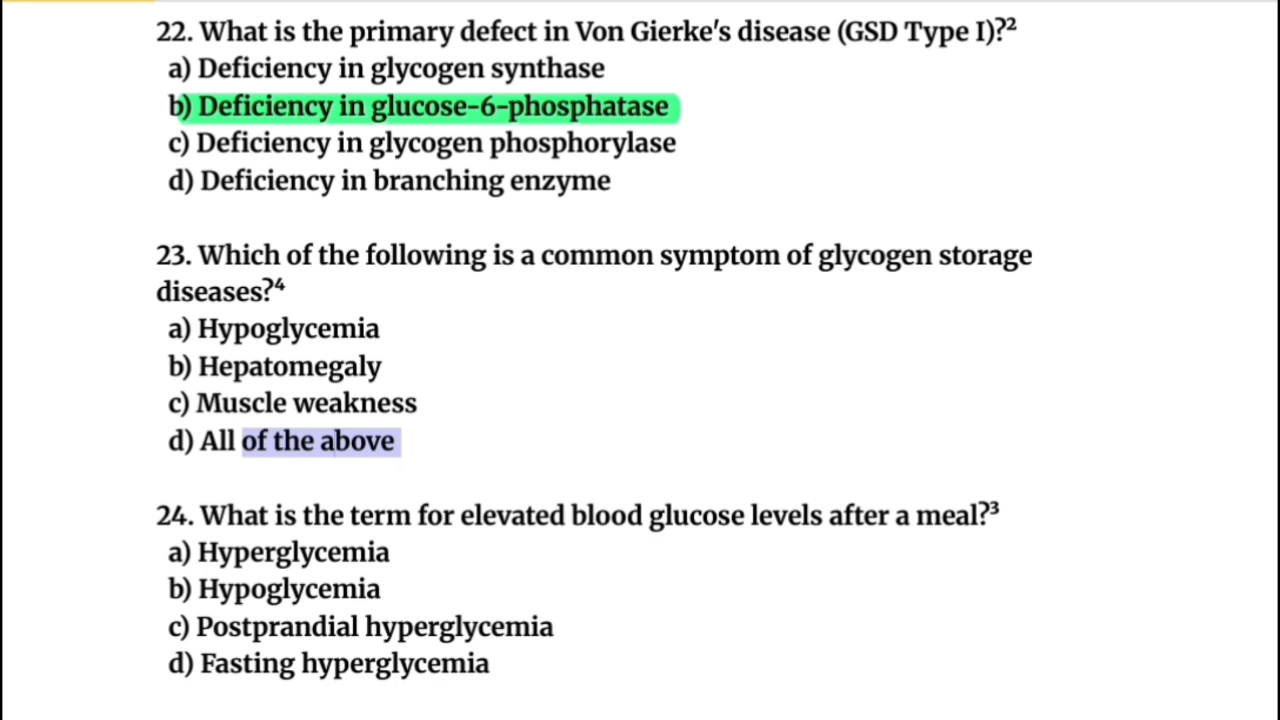 22. What is the primary defect in Von Gierke's disease (GSD Type I)?²
a) Deficiency in glycogen synthase
b) Deficiency in glucose-6-phosphatase
c) Deficiency in glycogen phosphorylase
d) Deficiency in branching enzyme
23. Which of the following is a common symptom of glycogen storage
diseases?⁴
a) Hypoglycemia
b) Hepatomegaly
c) Muscle weakness
d) All of the above
24. What is the term for elevated blood glucose levels after a meal?³
a) Hyperglycemia
b) Hypoglycemia
c) Postprandial hyperglycemia
d) Fasting hyperglycemia